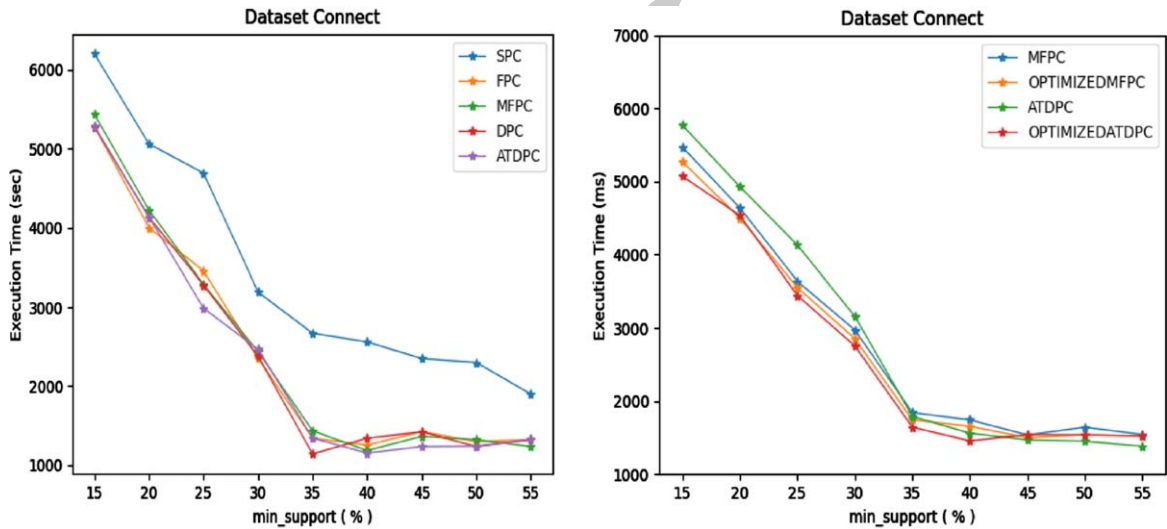 Dataset Connect
Execution Time (sec)
6000
5000
4000
3000
2000
1000
SPC
FPC
MFPC
DPC
ATDPC
15 20 25 30 35 40 45 50 55
min_support ( % )
Dataset Connect
Execution Time (ms)
7000
6000
5000
4000
3000
2000
1000
MFPC
OPTIMIZEDMFPC
ATDPC
OPTIMIZEDATDPC
15 20 25 30 35 40 45 50 55
min_support ( % )